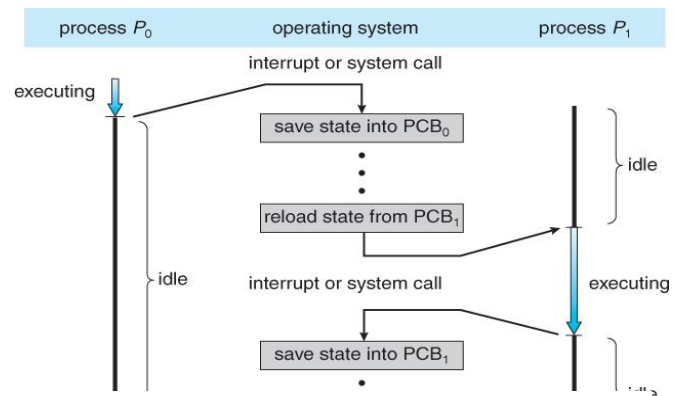 process P0 operating system process P1
interrupt or system call
executing
save state into PCB0
idle
reload state from PCB1
idle
interrupt or system call
executing
save state into PCB1